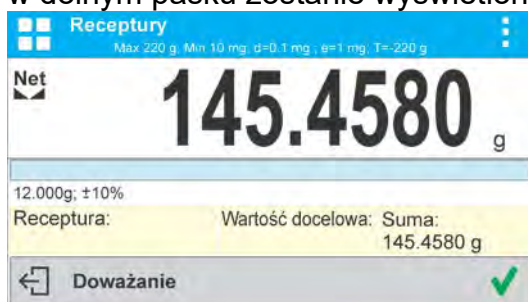 w dolnym pasku zostanie wyświetlon
Receptury
Max 220 g; Min 10 mg; d=0.1 mg ; e=1 mg; T=-220 g
Net
145.4580 g
12.000g; ±10%
Receptura: Wartość docelowa: Suma:
145.4580 g
Doważanie